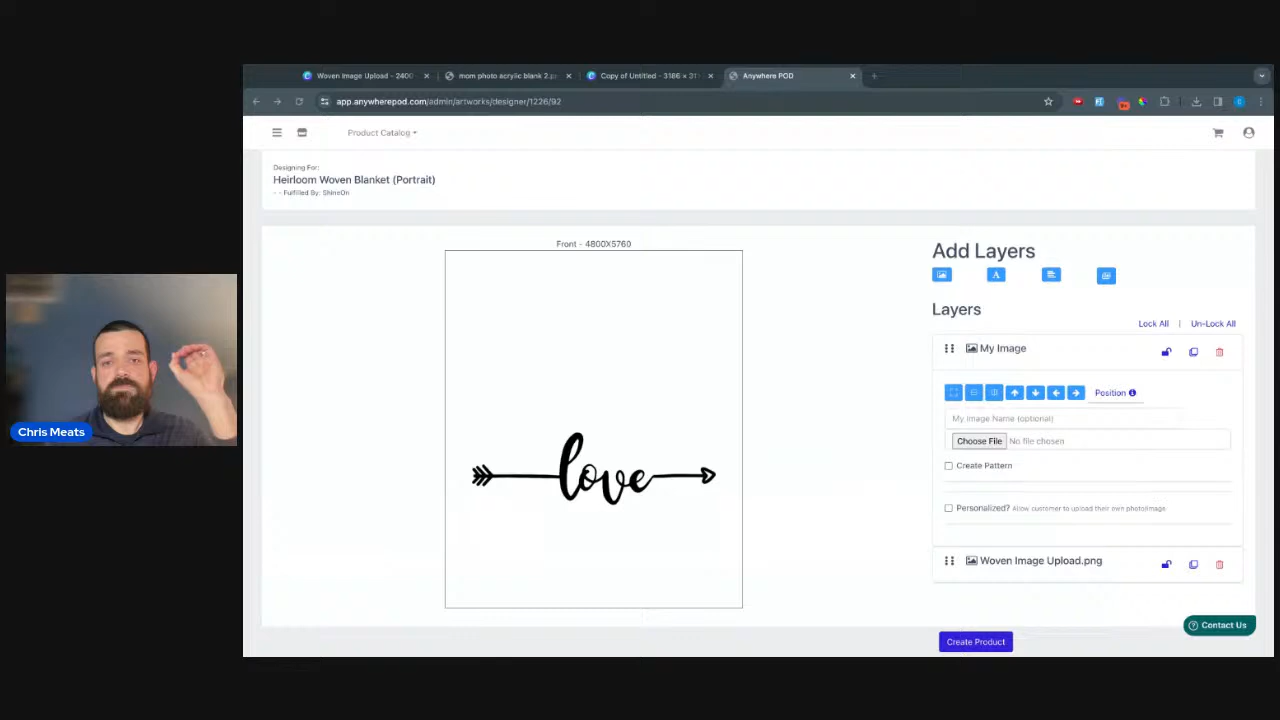 Woven Image Upload - 2400
mom photo acrylic blank 2.jp
Copy of Untitled - 3186 × 31
Anywhere POD
app.anywherepod.com/admin/artworks/designer/1226/92
Product Catalog
Designing For:
Heirloom Woven Blanket (Portrait)
- - Fulfilled By: ShineOn
Front - 4800X5760
love
Add Layers
A
Layers
Lock All | Un-Lock All
My Image
Position
My Image Name (optional)
Choose File No file chosen
Create Pattern
Personalized? Allow customer to upload their own photo/image
Woven Image Upload.png
Contact Us
Create Product
Chris Meats